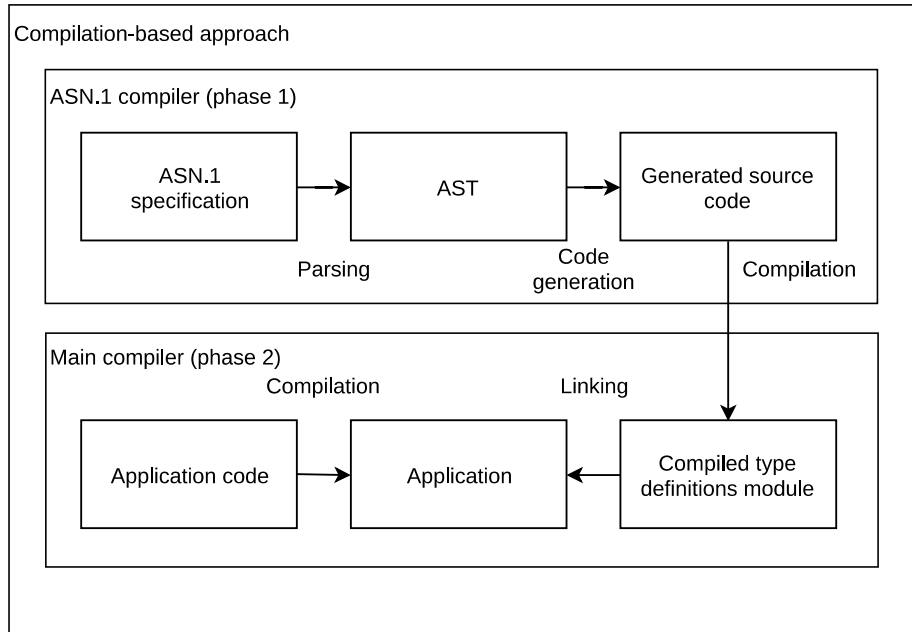 Compilation-based approach
ASN.1 compiler (phase 1)
ASN.1
specification
AST
Generated source
code
Parsing
Code
generation
Compilation
Main compiler (phase 2)
Compilation
Linking
Application code
Application
Compiled type
definitions module